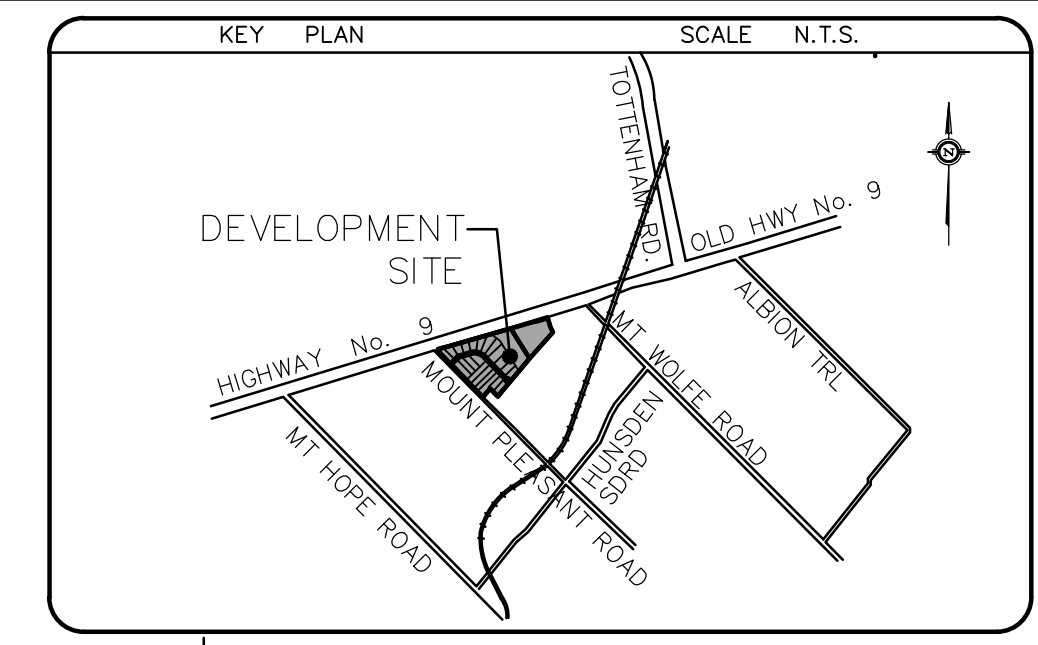 KEY PLAN SCALE N.T.S.
TOTTENHAM RD.
N
DEVELOPMENT
SITE
OLD HWY No. 9
HIGHWAY No. 9
ALBION TRL
MT WOLFE ROAD
MOUNT PLEASANT ROAD
HUNSDEN
SDRD
MT HOPE ROAD